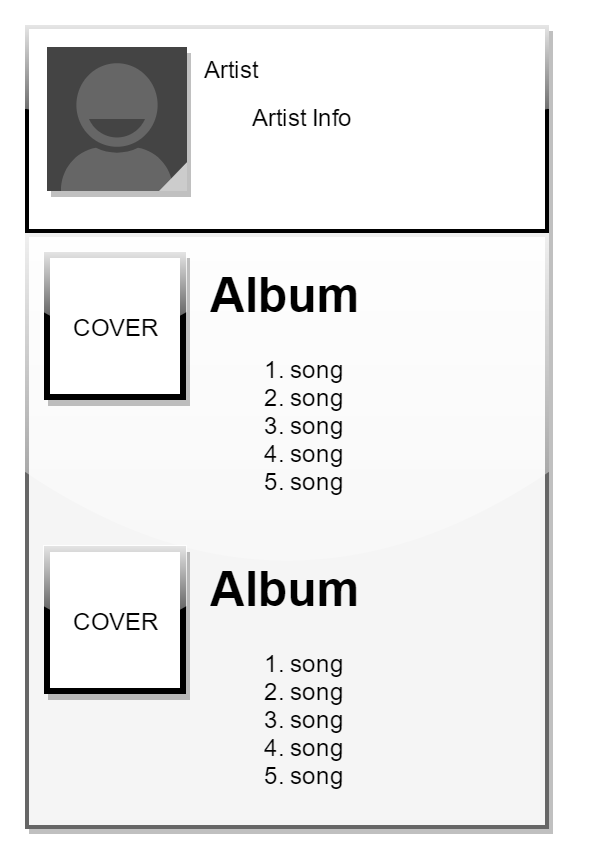 Artist
Artist Info
COVER
Album
1. song
2. song
3. song
4. song
5. song
COVER
Album
1. song
2. song
3. song
4. song
5. song